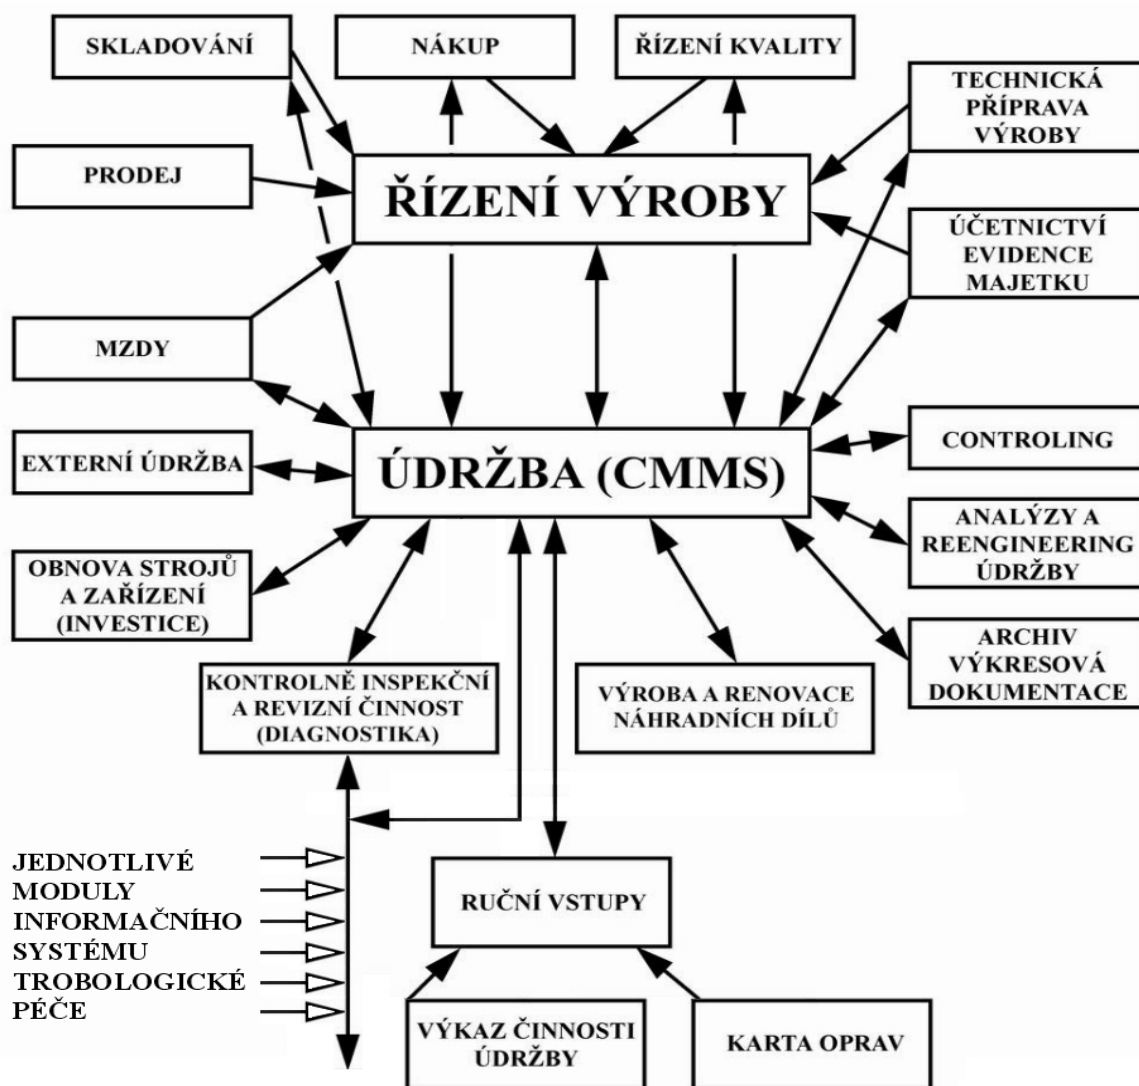 SKLADOVÁNÍ
NÁKUP
ŘÍZENÍ KVALITY
TECHNICKÁ
PŘÍPRAVA
VÝROBY
PRODEJ
ŘÍZENÍ VÝROBY
ÚČETNICTVÍ
EVIDENCE
MAJETKU
MZDY
CONTROLING
EXTERNÍ ÚDRŽBA
ÚDRŽBA (CMMS)
ANALÝZY A
REENGINEERING
ÚDRŽBY
OBNOVA STROJŮ
A ZAŘÍZENÍ
(INVESTICE)
ARCHIV
VÝKRESOVÁ
DOKUMENTACE
KONTROLNĚ INSPEKČNÍ
A REVIZNÍ ČINNOST
(DIAGNOSTIKA)
VÝROBA A RENOVACE
NÁHRADNÍCH DÍLŮ
JEDNOTLIVÉ
MODULY
INFORMAČNÍHO
SYSTÉMU
TROBOLOGICKÉ
PÉČE
RUČNÍ VSTUPY
VÝKAZ ČINNOSTI
ÚDRŽBY
KARTA OPRAV